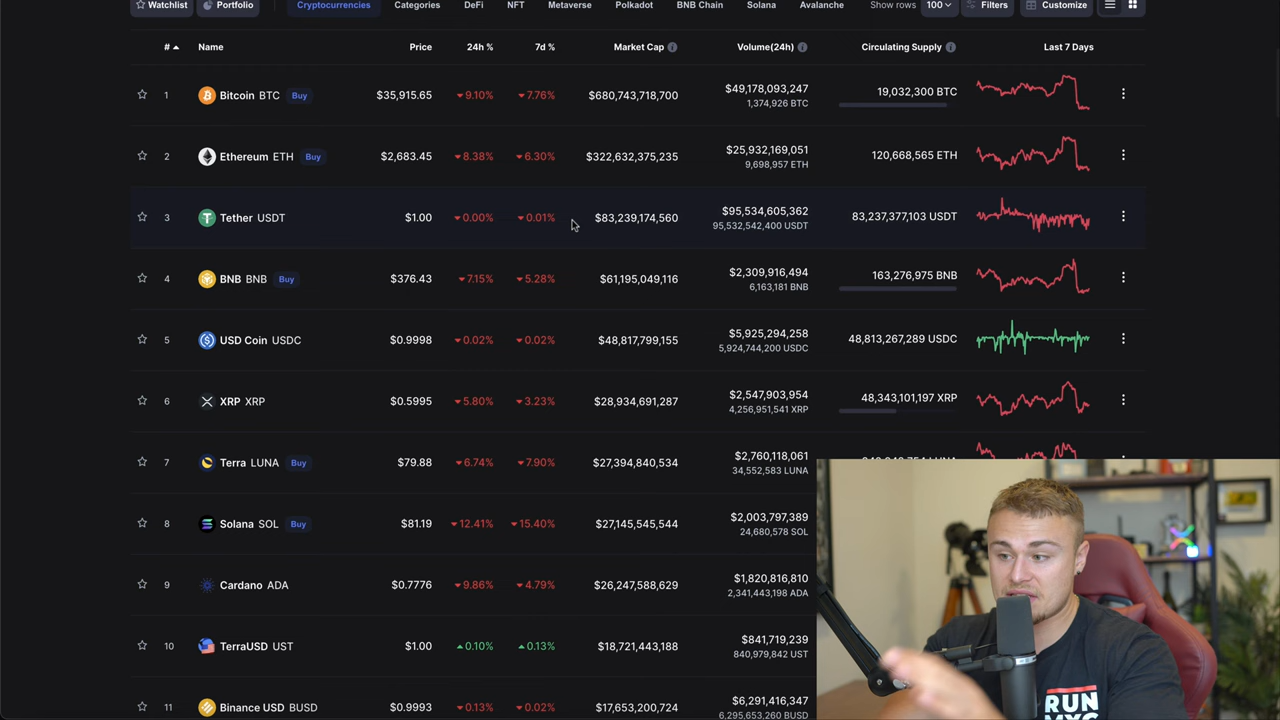 Watchlist Portfolio Cryptocurrencies Categories DeFi NFT Metaverse Polkadot BNB Chain Solana Avalanche Show rows 100 Filters Customize
# Name Price 24h % 7d % Market Cap Volume(24h) Circulating Supply Last 7 Days
1 Bitcoin BTC Buy $35,915.65 9.10% 7.76% $680,743,718,700 $49,178,093,247 19,032,300 BTC
1,374,926 BTC
2 Ethereum ETH Buy $2,683.45 8.38% 6.30% $322,632,375,235 $25,932,169,051 120,668,565 ETH
9,698,957 ETH
3 Tether USDT $1.00 0.00% 0.01% $83,239,174,560 $95,534,605,362 83,237,377,103 USDT
95,532,542,400 USDT
4 BNB BNB Buy $376.43 7.15% 5.28% $61,195,049,116 $2,309,916,494 163,276,975 BNB
6,163,181 BNB
5 USD Coin USDC $0.9998 0.02% 0.02% $48,817,799,155 $5,925,294,258 48,813,267,289 USDC
5,924,744,200 USDC
6 XRP XRP $0.5995 5.80% 3.23% $28,934,691,287 $2,547,903,954 48,343,101,197 XRP
4,256,951,541 XRP
7 Terra LUNA Buy $79.88 6.74% 7.90% $27,394,840,534 $2,760,118,061
34,552,583 LUNA
8 Solana SOL Buy $81.19 12.41% 15.40% $27,145,545,544 $2,003,797,389
24,680,578 SOL
9 Cardano ADA $0.7776 9.86% 4.79% $26,247,588,629 $1,820,816,810
2,341,443,198 ADA
10 TerraUSD UST $1.00 0.10% 0.13% $18,721,443,188 $841,719,239
840,979,842 UST
11 Binance USD BUSD $0.9993 0.13% 0.02% $17,653,200,724 $6,291,416,347
6,295,653,260 BUSD
RUN